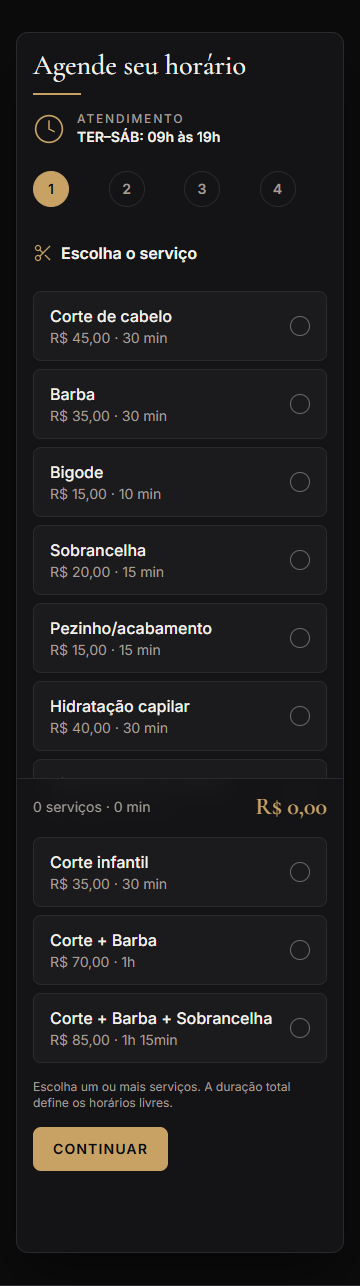 Agende seu horário
ATENDIMENTO
TER–SÁB: 09h às 19h
1 2 3 4
Escolha o serviço
Corte de cabelo
R$ 45,00 · 30 min
Barba
R$ 35,00 · 30 min
Bigode
R$ 15,00 · 10 min
Sobrancelha
R$ 20,00 · 15 min
Pezinho/acabamento
R$ 15,00 · 15 min
Hidratação capilar
R$ 40,00 · 30 min
0 serviços · 0 min R$ 0,00
Corte infantil
R$ 35,00 · 30 min
Corte + Barba
R$ 70,00 · 1h
Corte + Barba + Sobrancelha
R$ 85,00 · 1h 15min
Escolha um ou mais serviços. A duração total
define os horários livres.
CONTINUAR